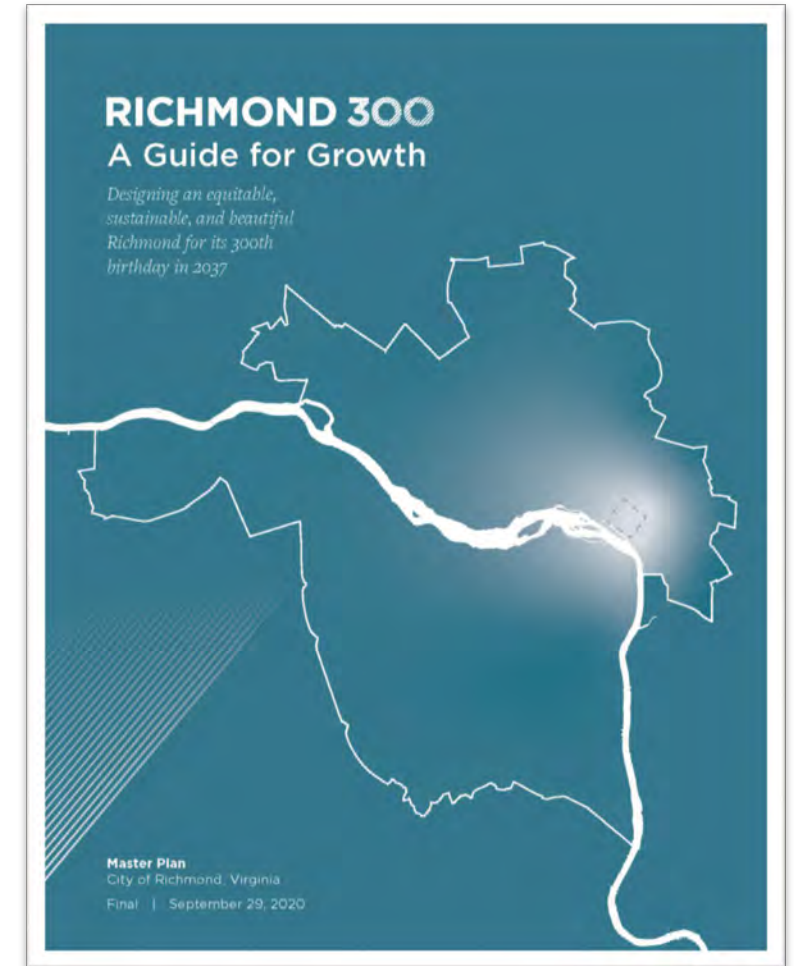 RICHMOND 300
A Guide for Growth
Designing an equitable,
sustainable, and beautiful
Richmond for its 300th
birthday in 2037
Master Plan
City of Richmond, Virginia
Final | September 29, 2020